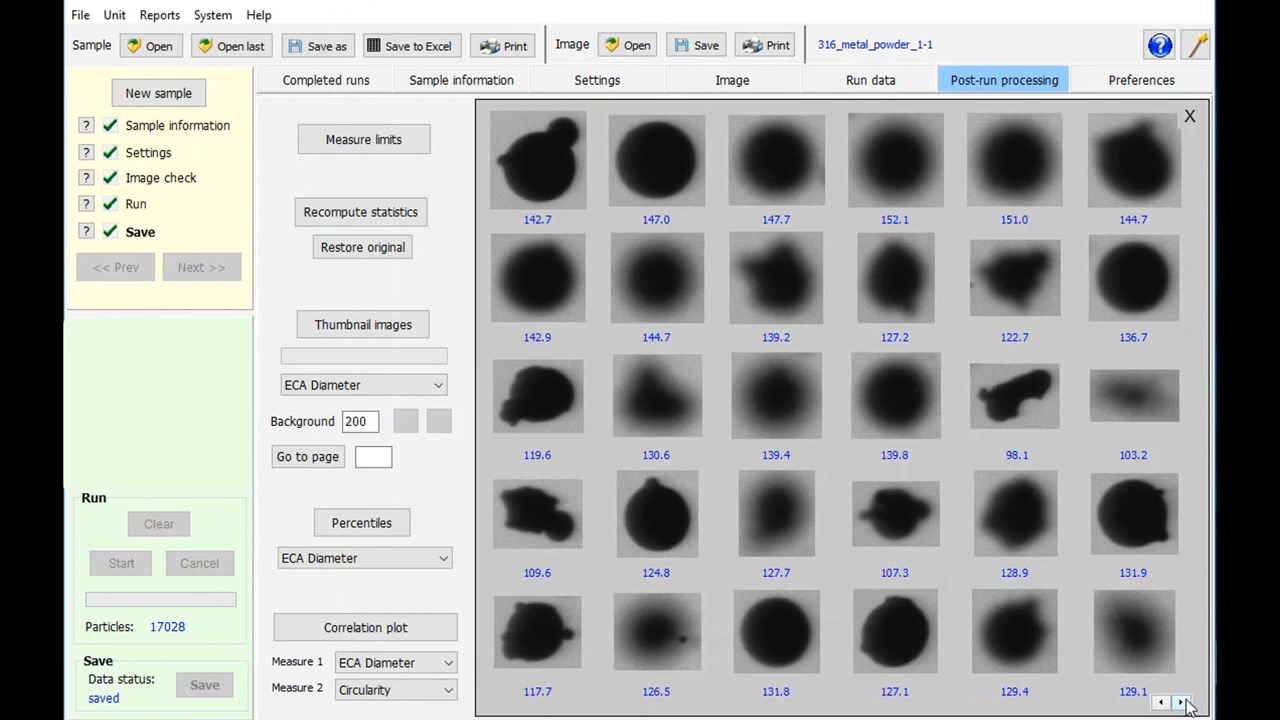 File Unit Reports System Help
Sample Open Open last Save as Save to Excel Print Image Open Save Print 316_metal_powder_1-1 ?
Completed runs Sample information Settings Image Run data Post-run processing Preferences
New sample
? Sample information
? Settings
? Image check
? Run
? Save
<< Prev Next >>
Run
Clear
Start Cancel
Particles: 17028
Save
Data status:
saved
Save
Measure limits
Recompute statistics
Restore original
Thumbnail images
ECA Diameter
Background 200
Go to page
Percentiles
ECA Diameter
Correlation plot
Measure 1 ECA Diameter
Measure 2 Circularity
X
142.7 147.0 147.7 152.1 151.0 144.7
142.9 144.7 139.2 127.2 122.7 136.7
119.6 130.6 139.4 139.8 98.1 103.2
109.6 124.8 127.7 107.3 128.9 131.9
117.7 126.5 131.8 127.1 129.4 129.1